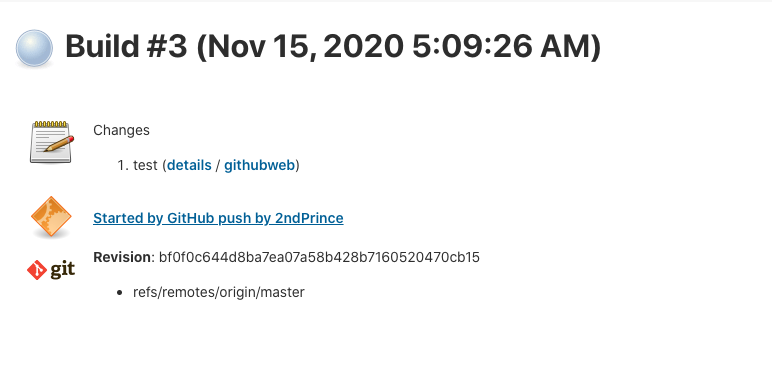 Build #3 (Nov 15, 2020 5:09:26 AM)
Changes
1. test (details / githubweb)
Started by GitHub push by 2ndPrince
git
Revision: bf0f0c644d8ba7ea07a58b428b7160520470cb15
• refs/remotes/origin/master